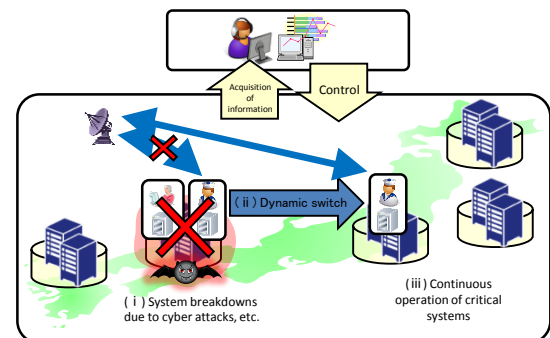 Acquisition
of
information
Control
(ⅱ) Dynamic switch
(ⅰ) System breakdowns
due to cyber attacks, etc.
(ⅲ) Continuous
operation of critical
systems